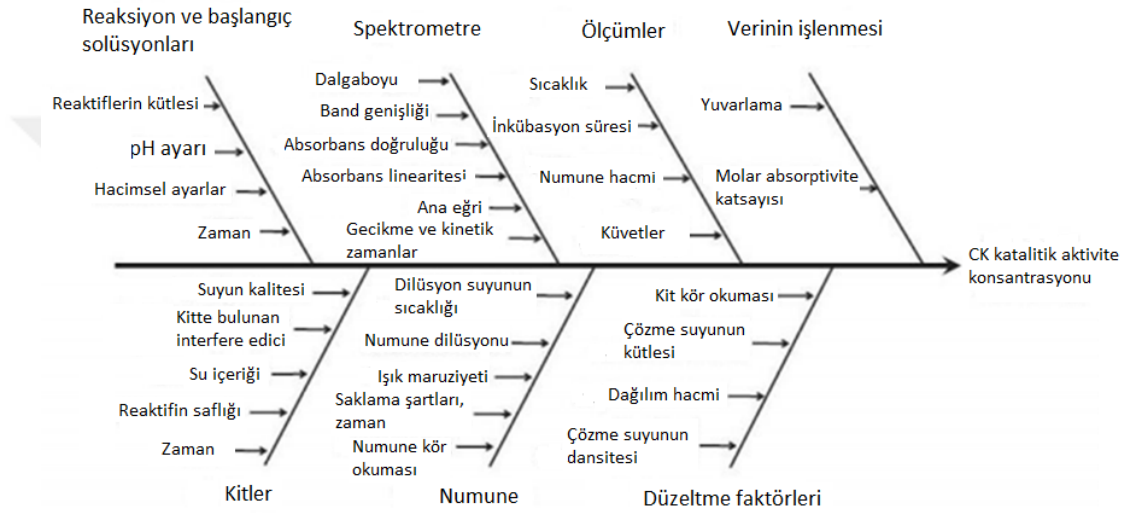 Reaksiyon ve başlangıç
solüsyonları
Reaktiflerin kütlesi
pH ayarı
Hacimsel ayarlar
Zaman
Spektrometre
Dalgaboyu
Band genişliği
Absorbans doğruluğu
Absorbans linearitesi
Ana eğri
Gecikme ve kinetik
zamanlar
Ölçümler
Sıcaklık
İnkübasyon süresi
Numune hacmi
Küvetler
Verinin işlenmesi
Yuvarlama
Molar absorptivite
katsayısı
CK katalitik aktivite
konsantrasyonu
Suyun kalitesi
Kitte bulunan
interfere edici
Su içeriği
Reaktifin saflığı
Zaman
Kitler
Dilüsyon suyunun
sıcaklığı
Numune dilüsyonu
Işık maruziyeti
Saklama şartları,
zaman
Numune kör
okuması
Numune
Kit kör okuması
Çözme suyunun
kütlesi
Dağılım hacmi
Çözme suyunun
dansitesi
Düzeltme faktörleri